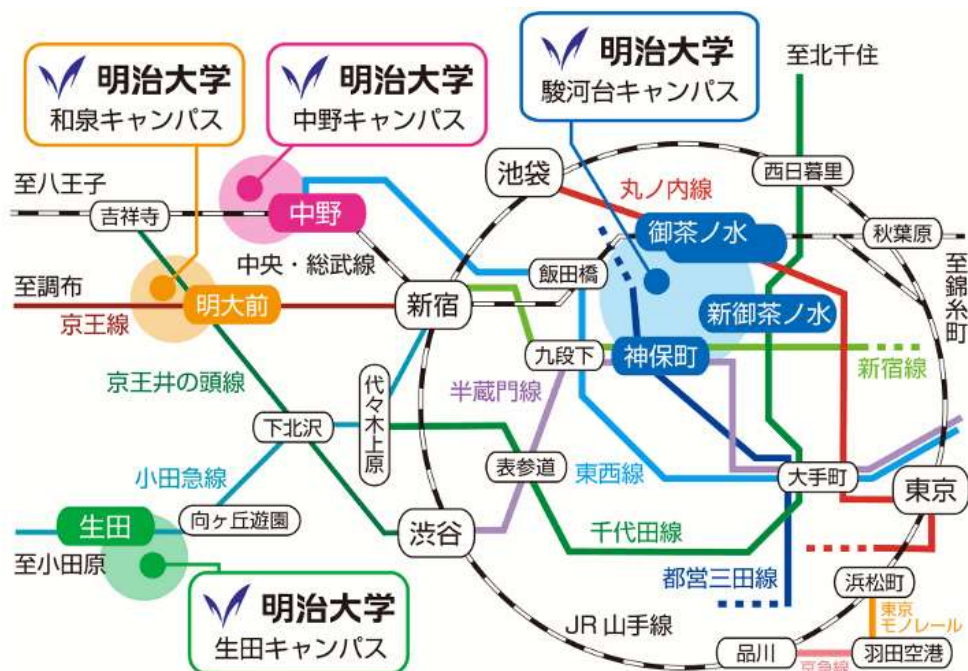 明治大学
和泉キャンパス
明治大学
中野キャンパス
明治大学
駿河台キャンパス
至北千住
至八王子
吉祥寺
中野
池袋
丸ノ内線
西日暮里
御茶ノ水
秋葉原
中央・総武線
飯田橋
至錦糸町
至調布
京王線
明大前
新宿
新御茶ノ水
九段下
神保町
新宿線
京王井の頭線
代々木上原
半蔵門線
下北沢
小田急線
表参道
東西線
大手町
東京
生田
向ヶ丘遊園
渋谷
千代田線
至小田原
都営三田線
浜松町
明治大学
生田キャンパス
JR山手線
東京
モノレール
品川
京急線
羽田空港